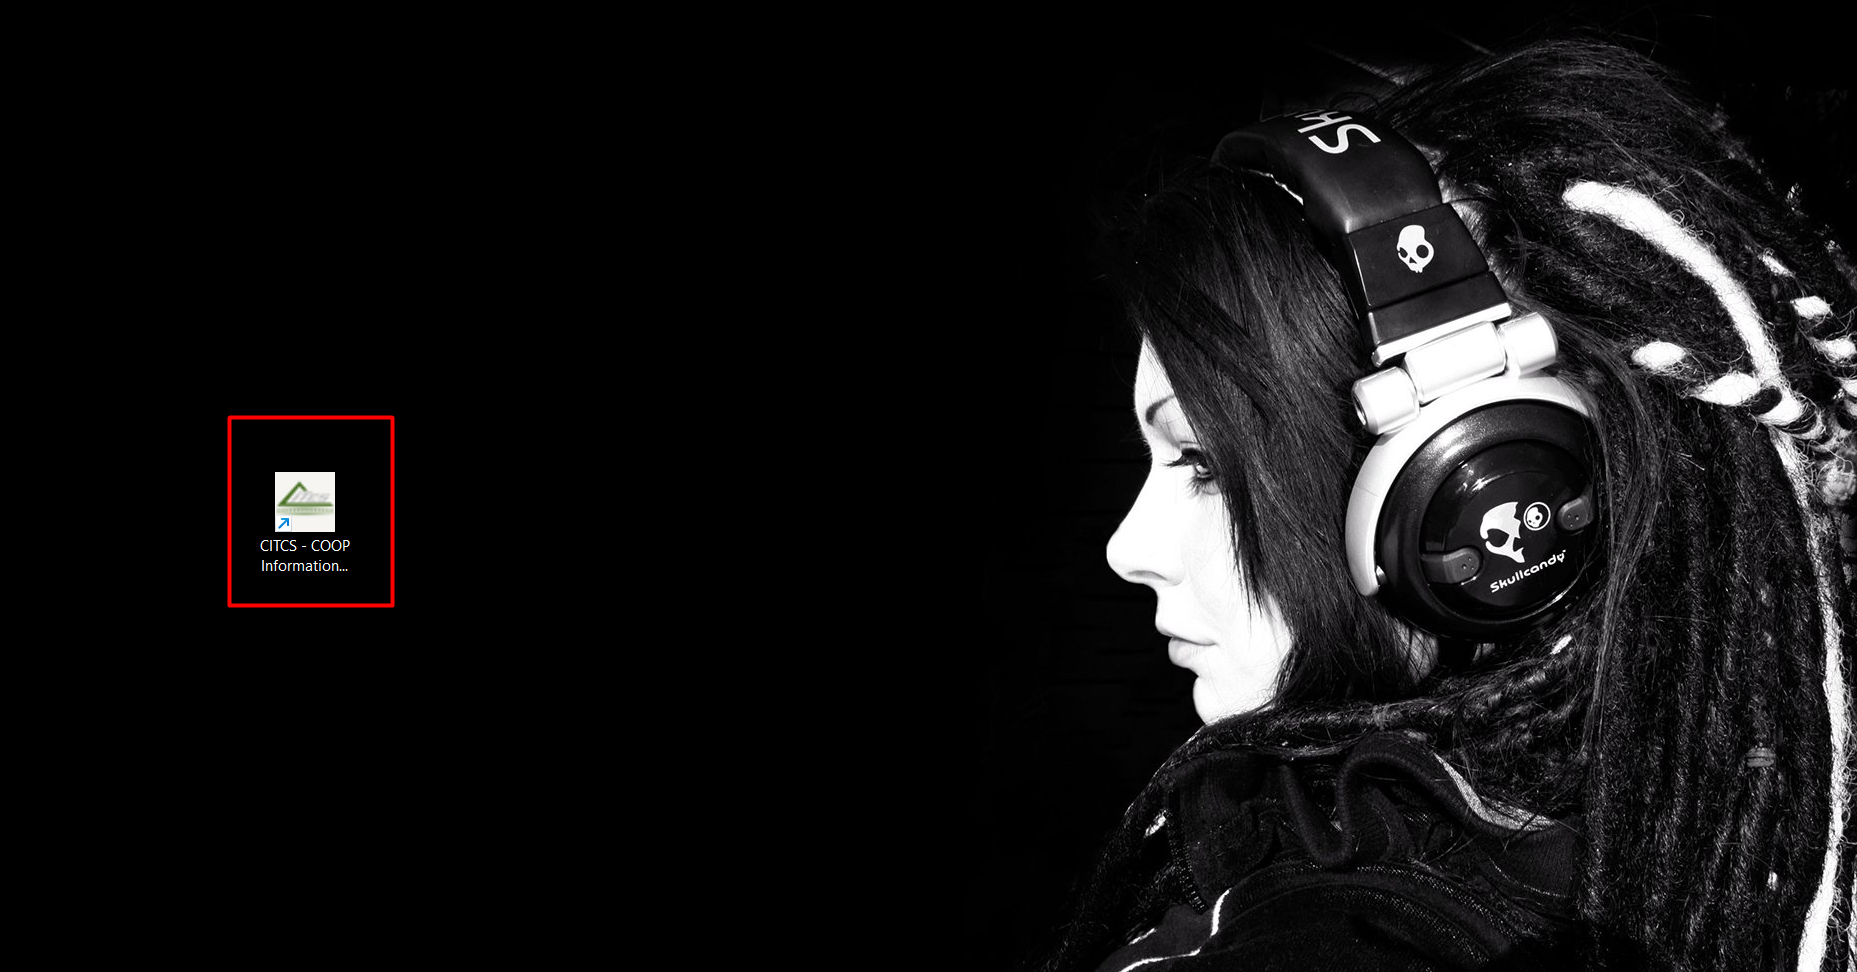 SK
CITCS - COOP
Information...
Skullcandy